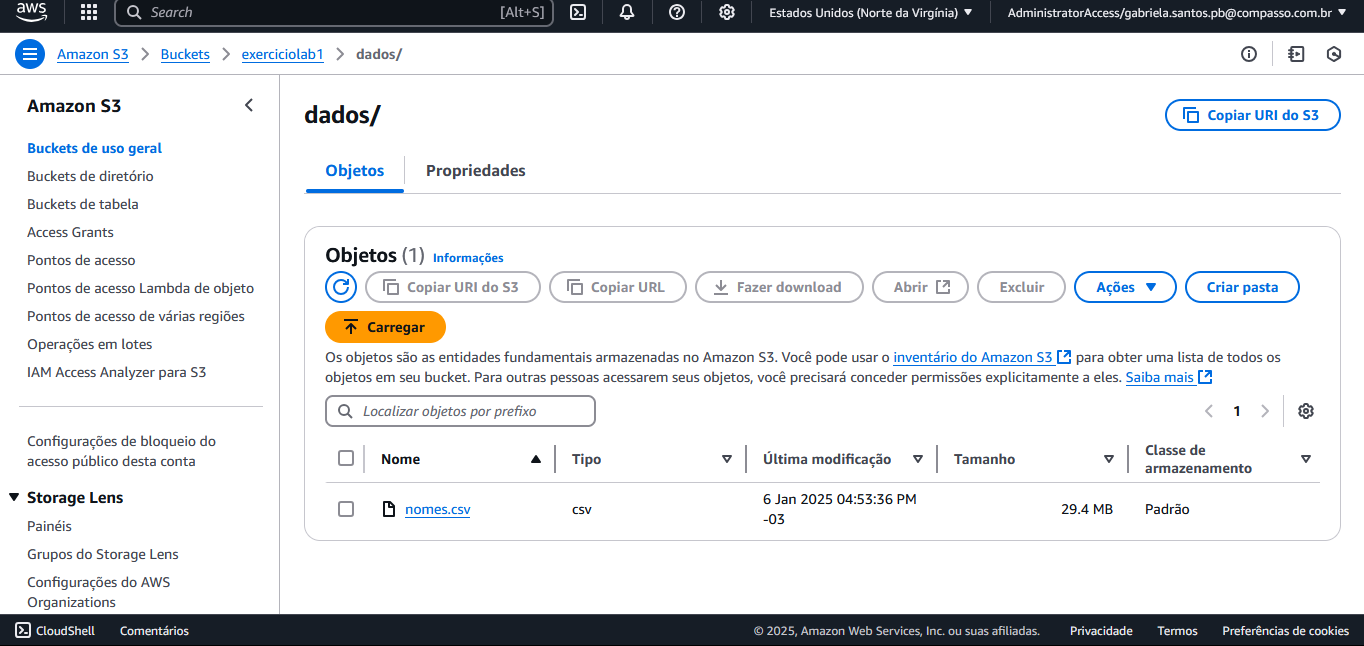 aws
Search [Alt+S]
Estados Unidos (Norte da Virgínia)
AdministratorAccess/gabriela.santos.pb@compasso.com.br
Amazon S3 > Buckets > exerciciolab1 > dados/
Amazon S3
Buckets de uso geral
Buckets de diretório
Buckets de tabela
Access Grants
Pontos de acesso
Pontos de acesso Lambda de objeto
Pontos de acesso de várias regiões
Operações em lotes
IAM Access Analyzer para S3
Configurações de bloqueio do
acesso público desta conta
Storage Lens
Painéis
Grupos do Storage Lens
Configurações do AWS
Organizations
dados/
Copiar URI do S3
Objetos
Propriedades
Objetos (1) Informações
Copiar URI do S3
Copiar URL
Fazer download
Abrir
Excluir
Ações
Criar pasta
Carregar
Os objetos são as entidades fundamentais armazenadas no Amazon S3. Você pode usar o inventário do Amazon S3 para obter uma lista de todos os
objetos em seu bucket. Para outras pessoas acessarem seus objetos, você precisará conceder permissões explicitamente a eles. Saiba mais
Localizar objetos por prefixo
1
Nome
Tipo
Última modificação
Tamanho
Classe de
armazenamento
nomes.csv
csv
6 Jan 2025 04:53:36 PM
-03
29.4 MB
Padrão
CloudShell
Comentários
© 2025, Amazon Web Services, Inc. ou suas afiliadas.
Privacidade
Termos
Preferências de cookies